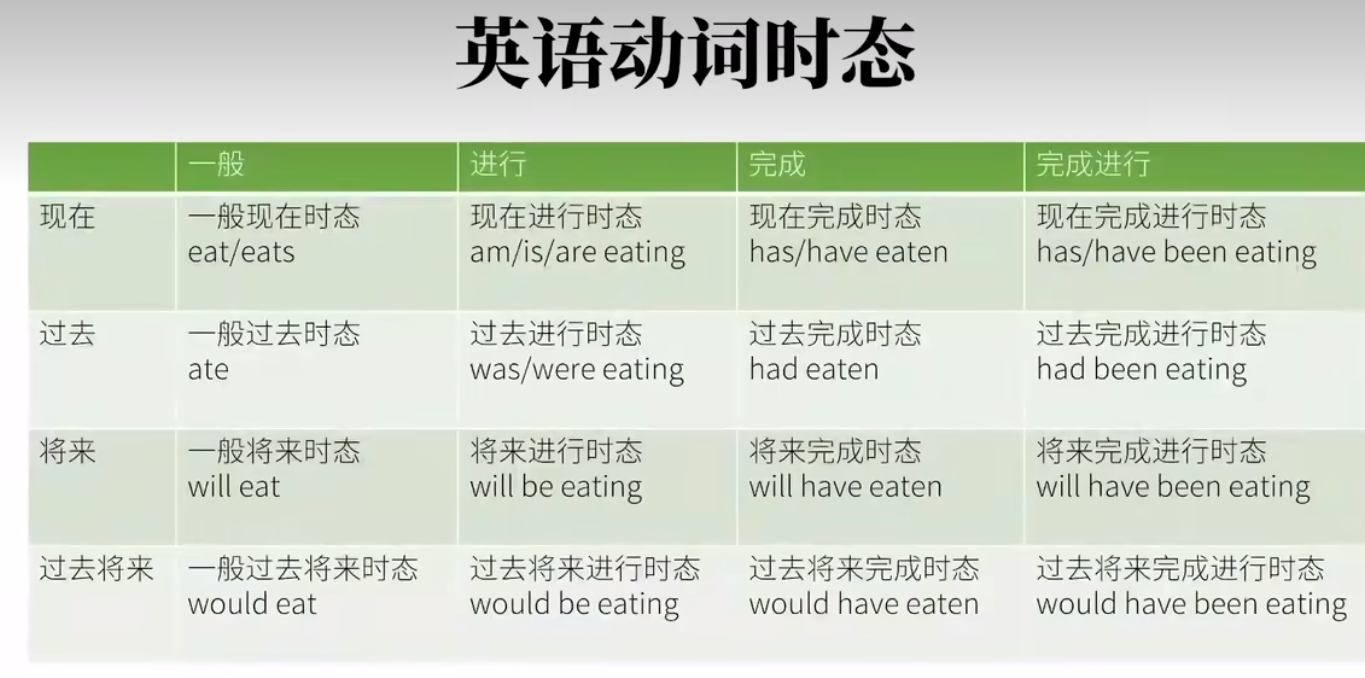 英语动词时态
一般
进行
完成
完成进行
现在
一般现在时态
eat/eats
现在进行时态
am/is/are eating
现在完成时态
has/have eaten
现在完成进行时态
has/have been eating
过去
一般过去时态
ate
过去进行时态
was/were eating
过去完成时态
had eaten
过去完成进行时态
had been eating
将来
一般将来时态
will eat
将来进行时态
will be eating
将来完成时态
will have eaten
将来完成进行时态
will have been eating
过去将来
一般过去将来时态
would eat
过去将来进行时态
would be eating
过去将来完成时态
would have eaten
过去将来完成进行时态
would have been eating